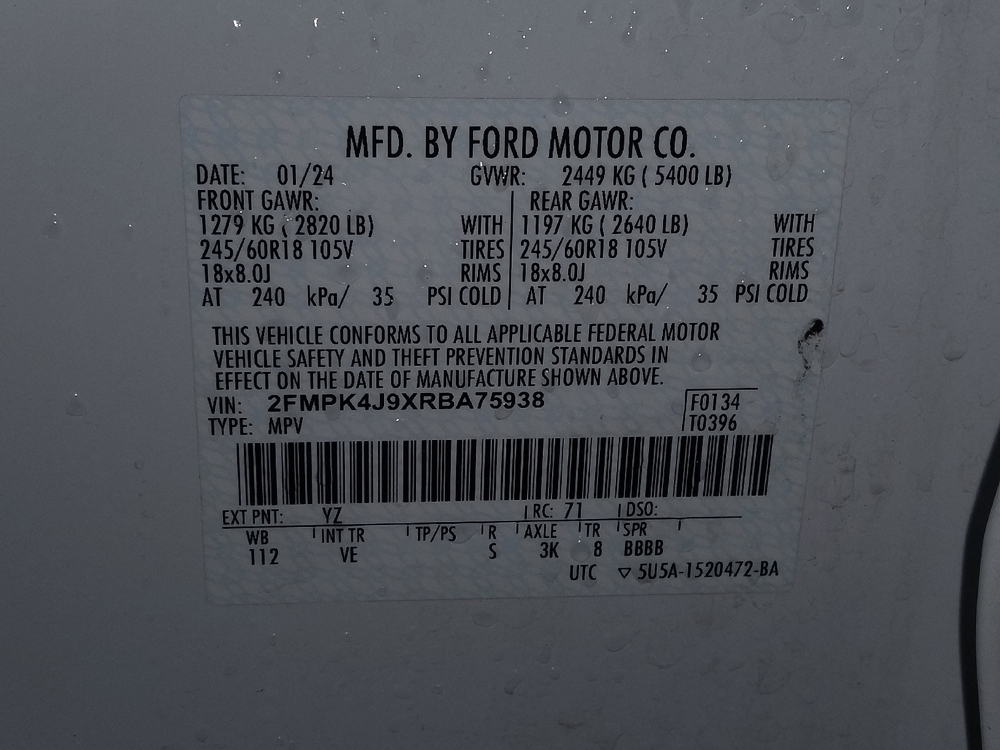 MFD. BY FORD MOTOR CO.
DATE: 01/24 GVWR: 2449 KG ( 5400 LB)
FRONT GAWR: REAR GAWR:
1279 KG ( 2820 LB) WITH 1197 KG ( 2640 LB) WITH
245/60R18 105V TIRES 245/60R18 105V TIRES
18x8.0J RIMS 18x8.0J RIMS
AT 240 kPa/ 35 PSI COLD AT 240 kPa/ 35 PSI COLD
THIS VEHICLE CONFORMS TO ALL APPLICABLE FEDERAL MOTOR
VEHICLE SAFETY AND THEFT PREVENTION STANDARDS IN
EFFECT ON THE DATE OF MANUFACTURE SHOWN ABOVE.
VIN: 2FMPK4J9XRBA75938 F0134
TYPE: MPV T0396
EXT PNT: YZ RC: 71 DSO:
WB INT TR TP/PS R AXLE TR SPR
112 VE S 3K 8 BBBB
UTC ▽ 5U5A-1520472-BA